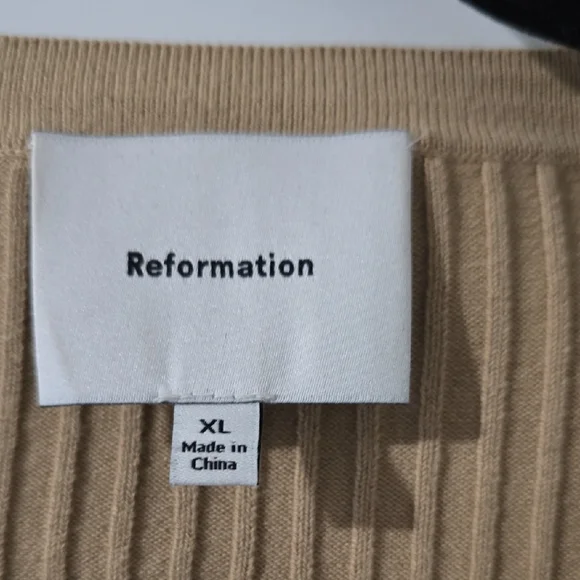 Reformation
XL
Made in
China